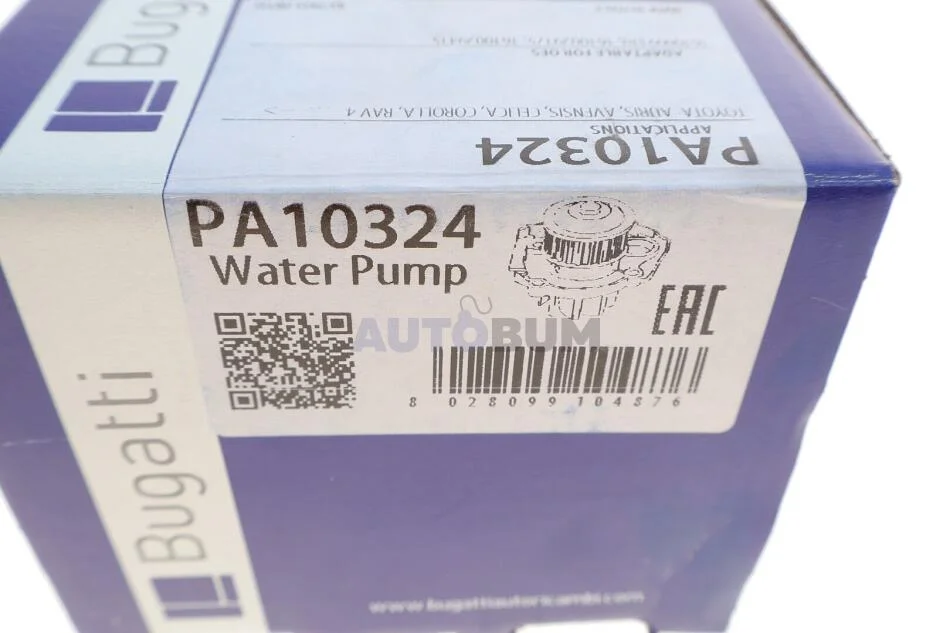 Bugatti
PA10324
APPLICATIONS
TOYOTA AURIS, AVENSIS, CELICA, COROLLA, RAV 4
ADAPTABLE FOR OES
PA10324
Water Pump
AUTOBUM
EAC
8 028099 104876
Bugatti
www.bugattiautoricambi.com